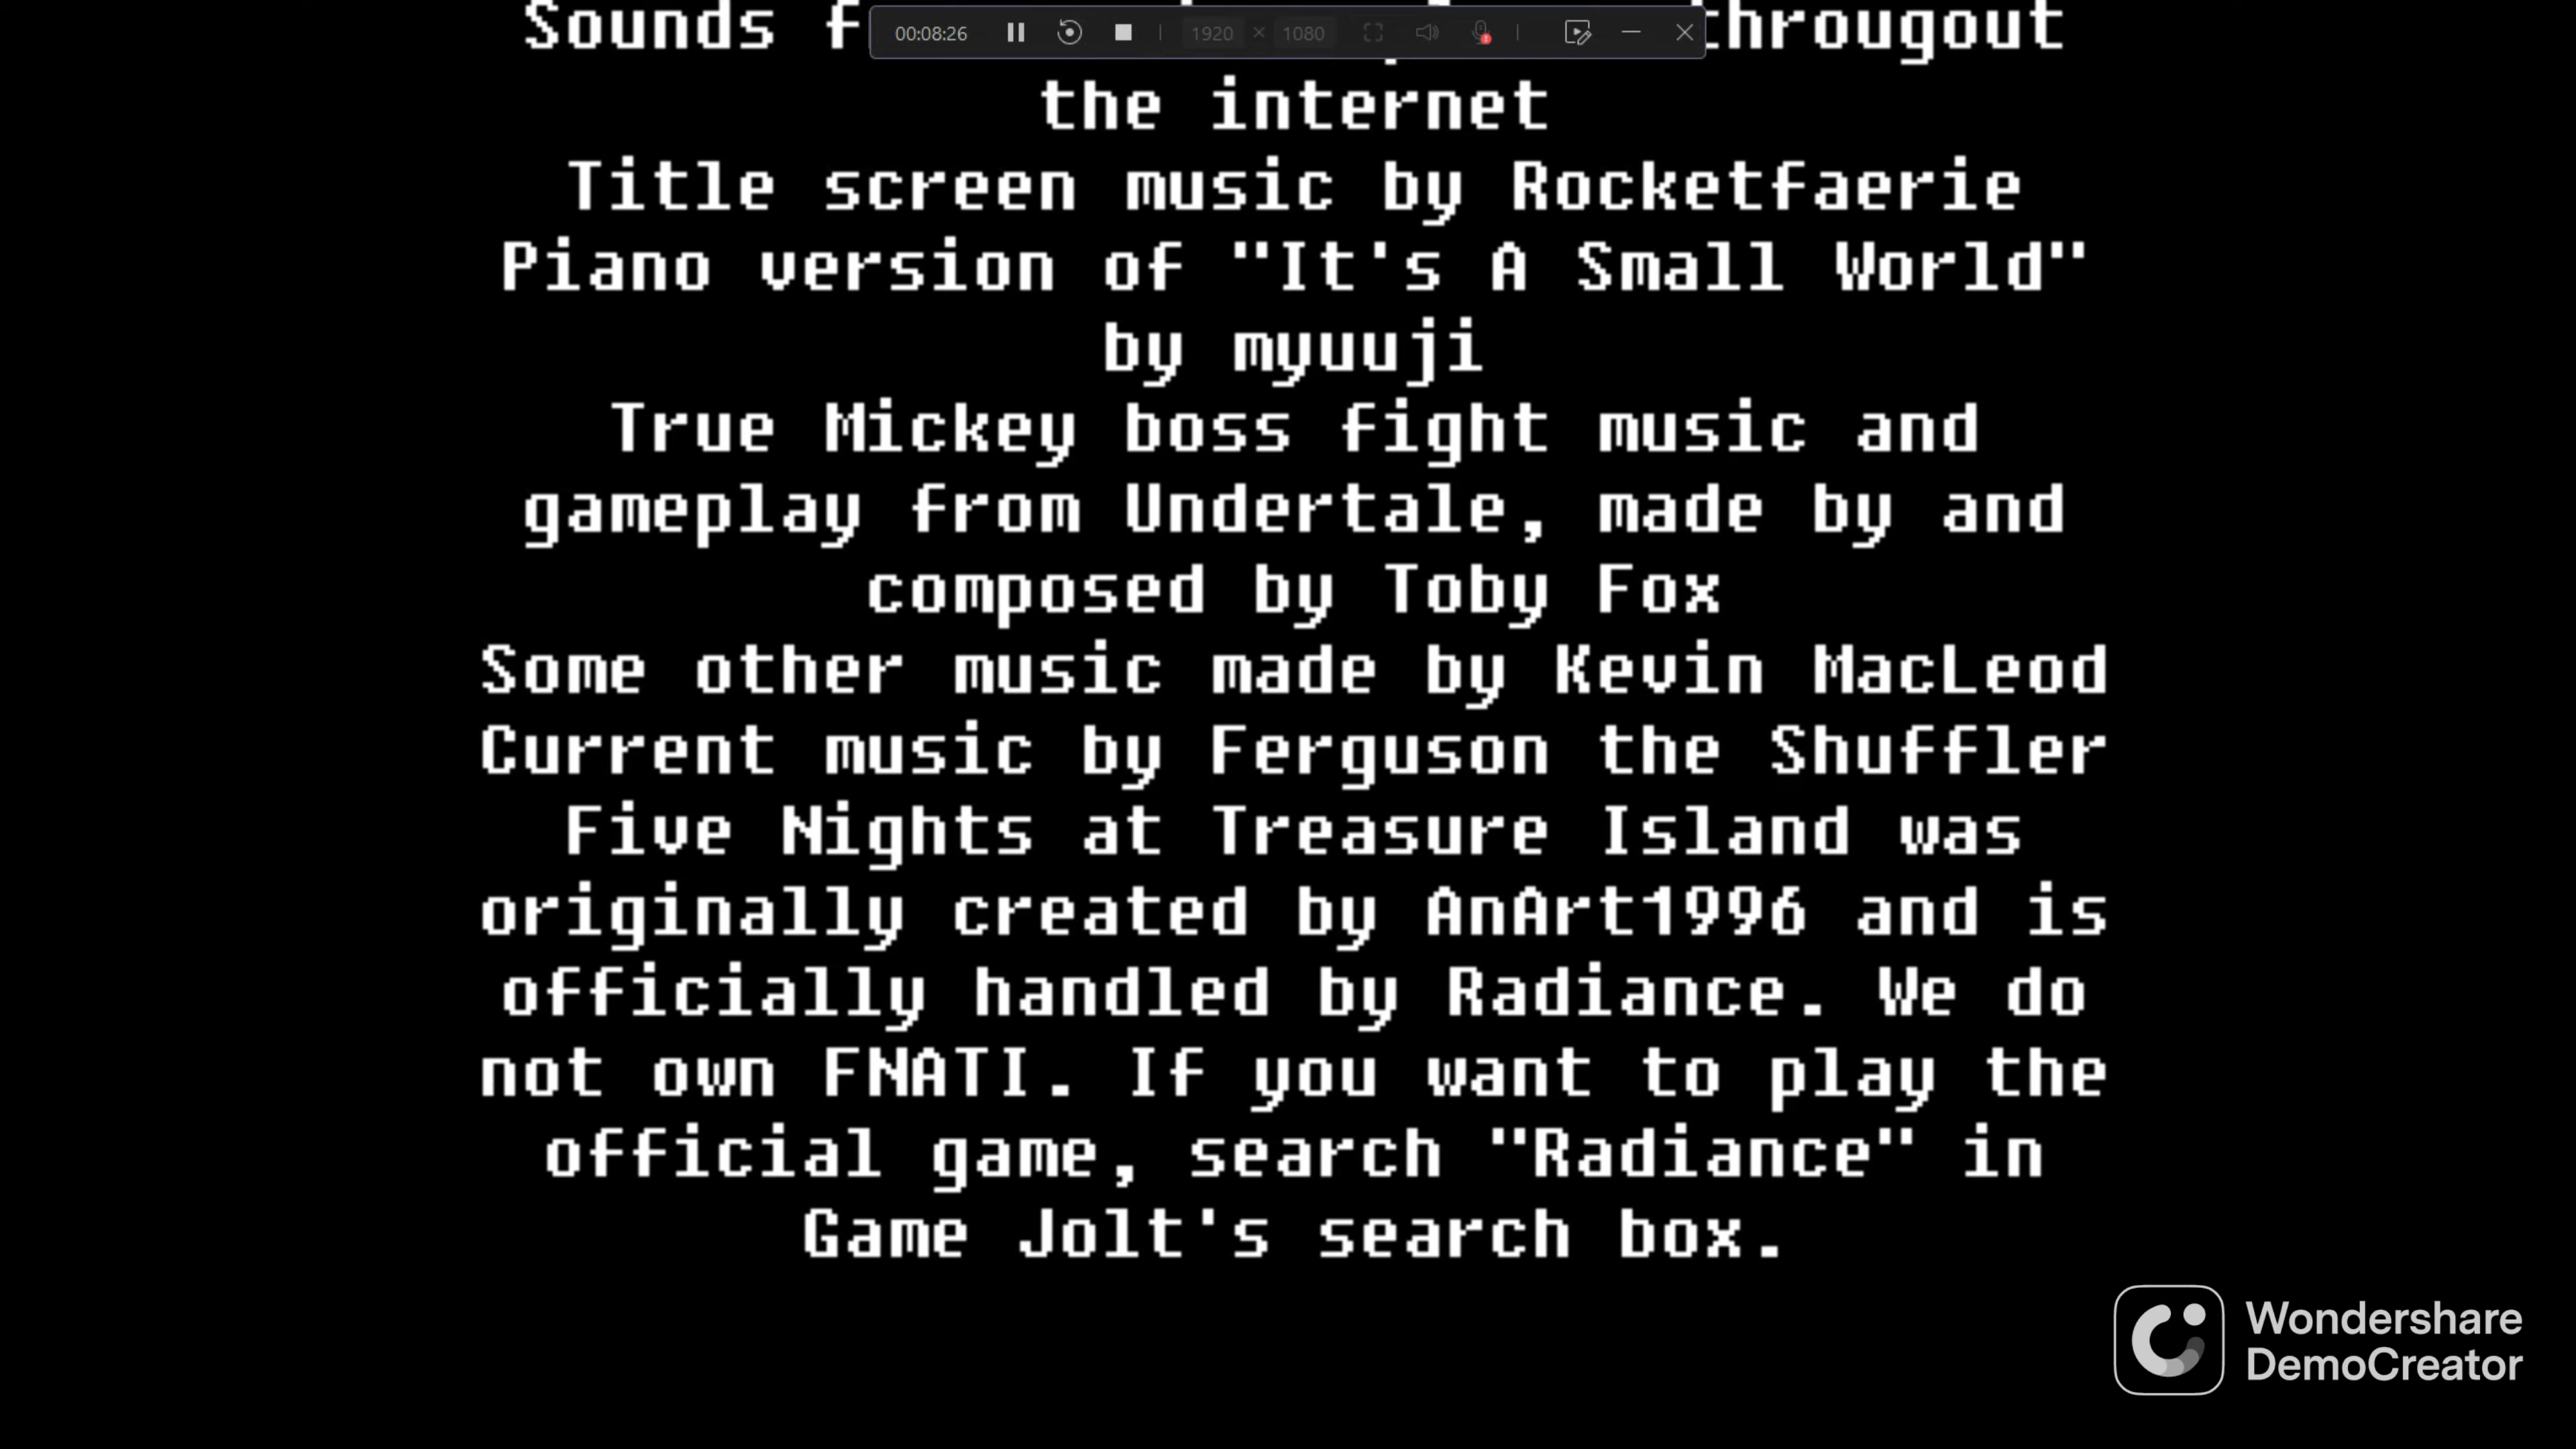 Sounds througout
00:08:26 1920 × 1080
the internet
Title screen music by Rocketfaerie
Piano version of "It's A Small World"
by myuuji
True Mickey boss fight music and
gameplay from Undertale, made by and
composed by Toby Fox
Some other music made by Kevin MacLeod
Current music by Ferguson the Shuffler
Five Nights at Treasure Island was
originally created by AnArt1996 and is
officially handled by Radiance. We do
not own FNATI. If you want to play the
official game, search "Radiance" in
Game Jolt's search box.
Wondershare
DemoCreator